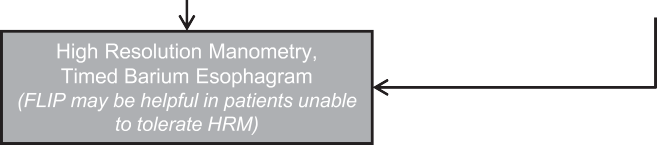 High Resolution Manometry,
Timed Barium Esophagram
(FLIP may be helpful in patients unable
to tolerate HRM)